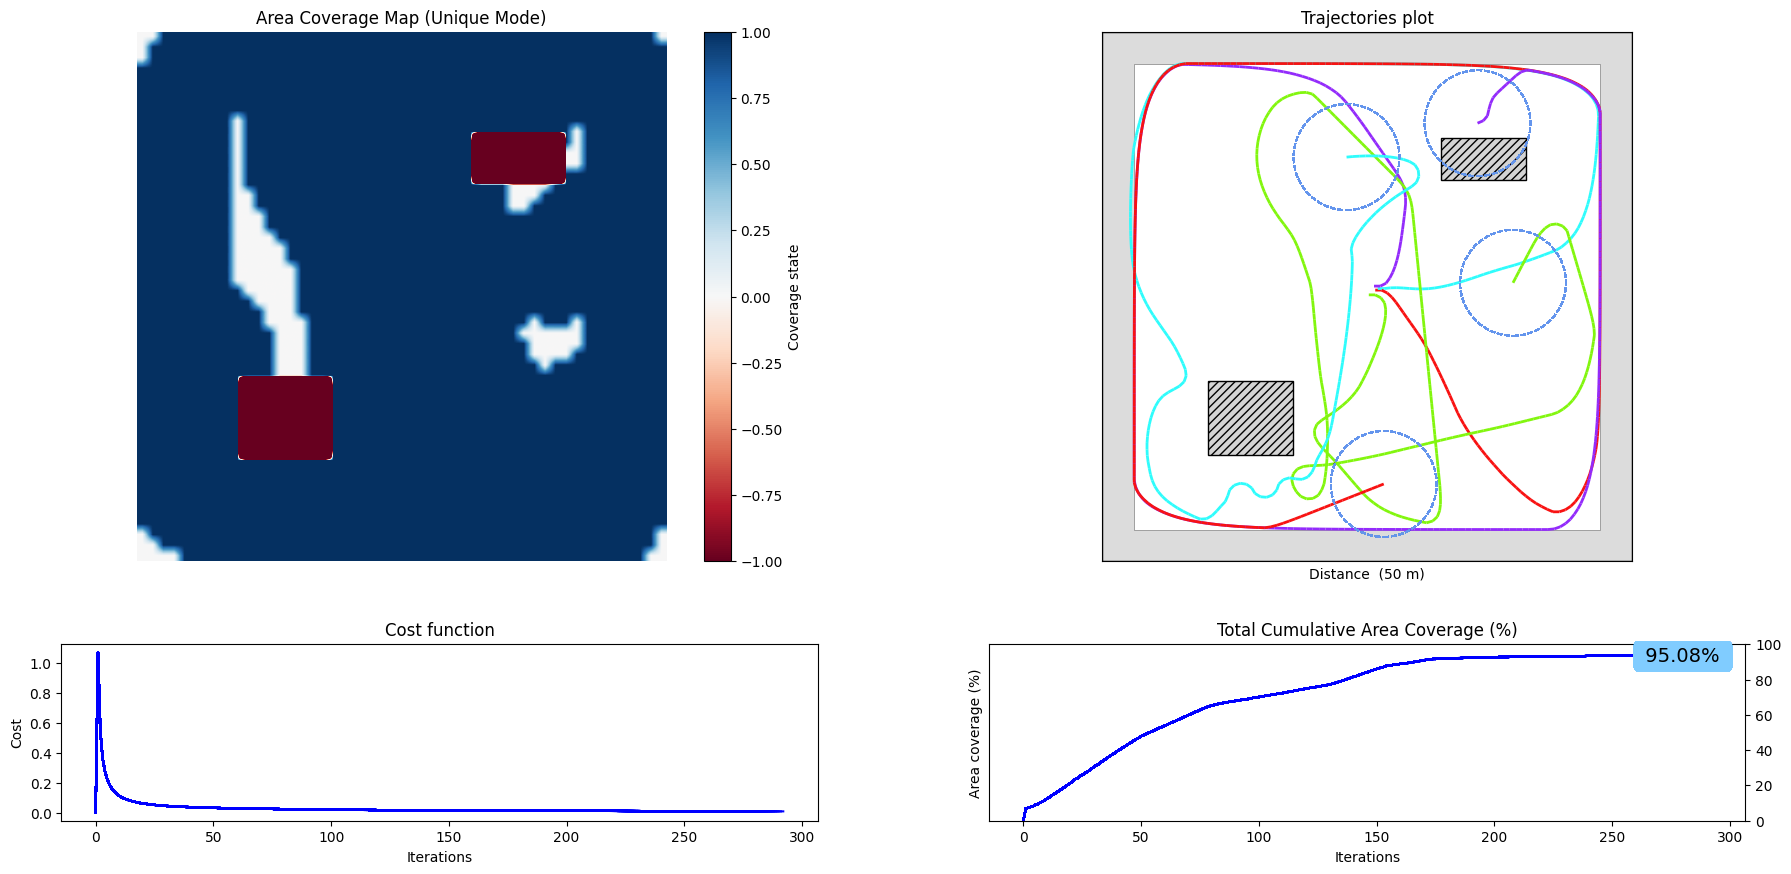 Area Coverage Map (Unique Mode)
1.00
0.75
0.50
0.25
0.00
−0.25
−0.50
−0.75
−1.00
Coverage state
Trajectories plot
Distance  (50 m)
Cost function
1.0
0.8
0.6
0.4
0.2
0.0
Cost
0 50 100 150 200 250 300
Iterations
Total Cumulative Area Coverage (%)
95.08%
Area coverage (%)
100
80
60
40
20
0
0 50 100 150 200 250 300
Iterations